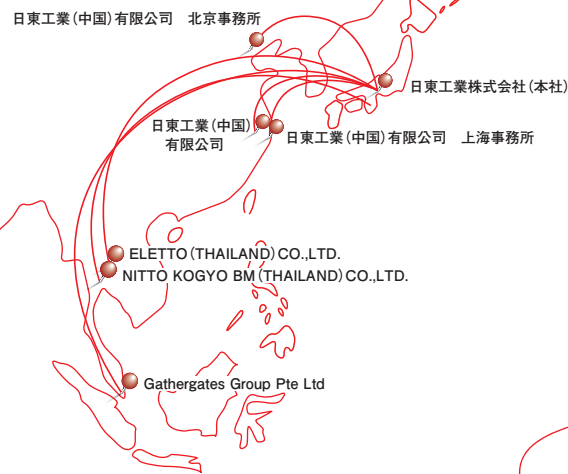 日東工業（中国）有限公司　北京事務所
日東工業株式会社（本社）
日東工業（中国）
有限公司
日東工業（中国）有限公司　上海事務所
ELETTO（THAILAND）CO.,LTD.
NITTO KOGYO BM（THAILAND）CO.,LTD.
Gathergates Group Pte Ltd